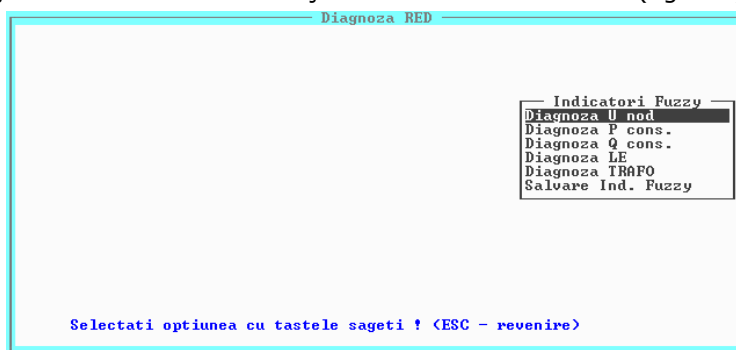 Diagnoza RED
Indicatori Fuzzy
Diagnoza U nod
Diagnoza P cons.
Diagnoza Q cons.
Diagnoza LE
Diagnoza TRAFO
Salvare Ind. Fuzzy
Selectati optiunea cu tastele sageti ! (ESC - revenire)